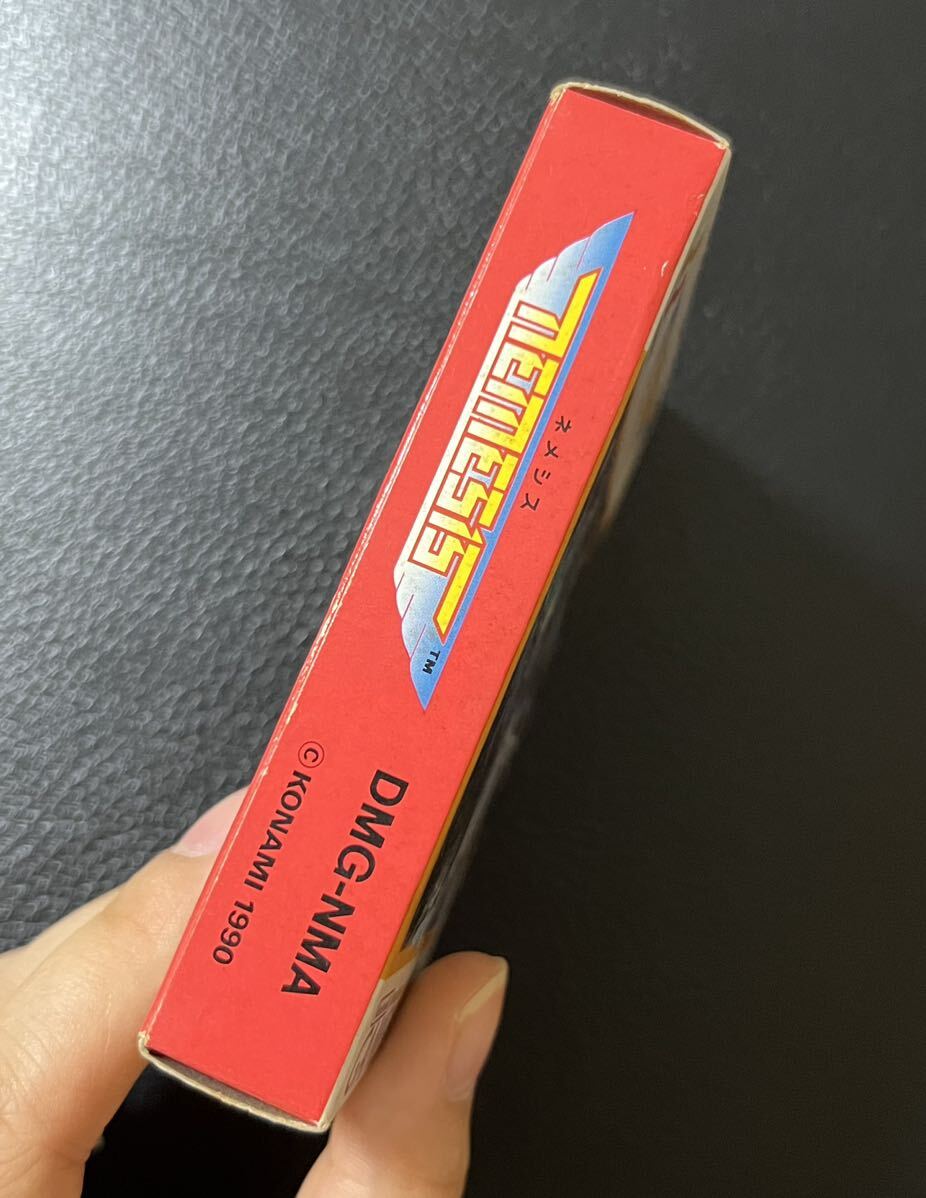 ネメシス
NEMESIS
TM
DMG-NMA
© KONAMI 1990